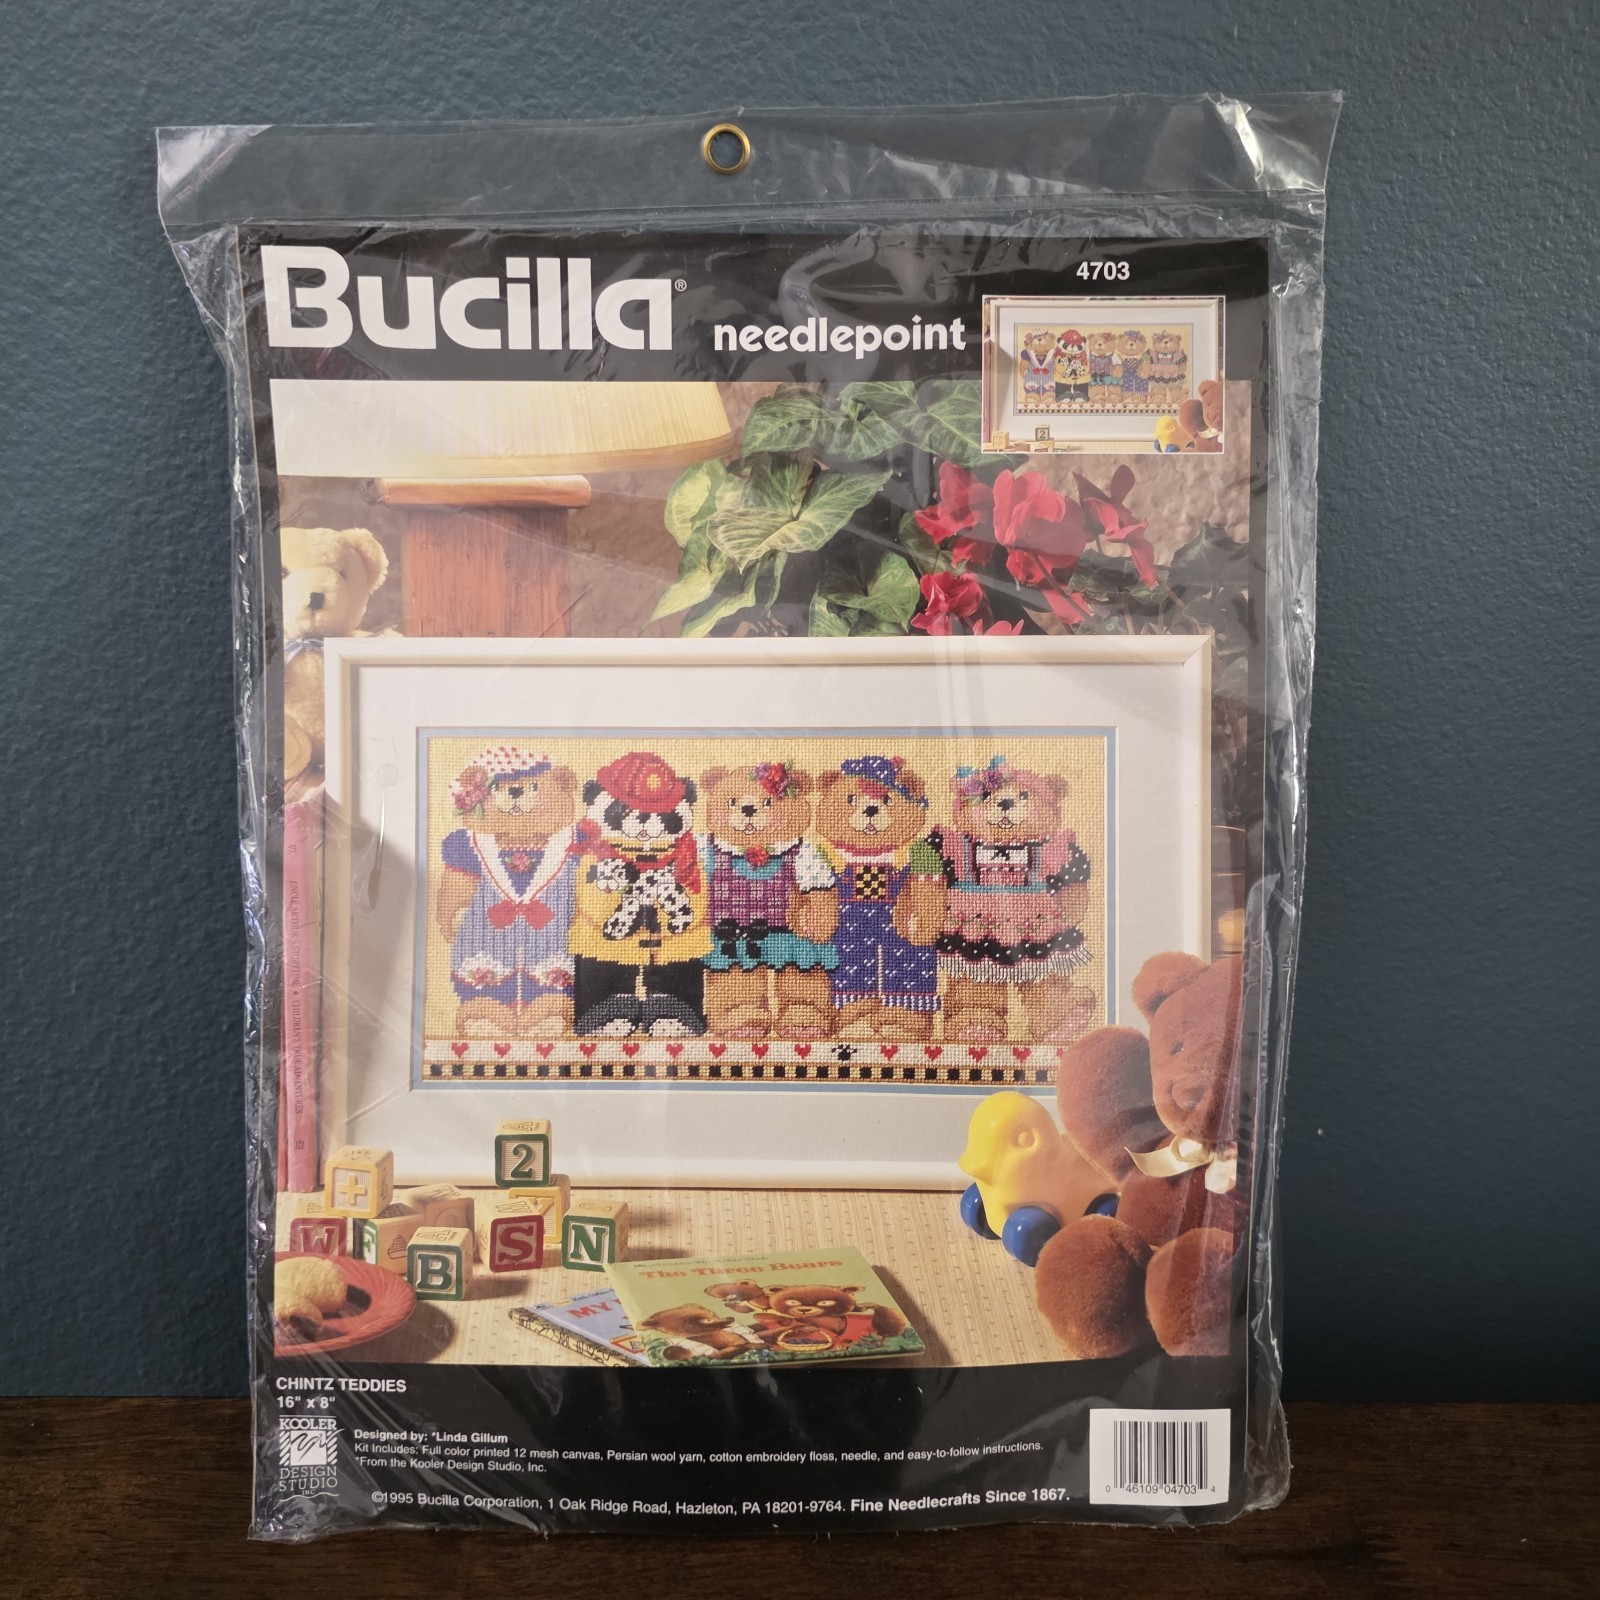 Bucilla®
needlepoint
4703
2
W F B S N
The Three Bears
MY
CHINTZ TEDDIES
16" x 8"
KOOLER
DESIGN
STUDIO
INC
Designed by: *Linda Gillum
Kit Includes: Full color printed 12 mesh canvas, Persian wool yarn, cotton embroidery floss, needle, and easy-to-follow instructions.
*From the Kooler Design Studio, Inc.
©1995 Bucilla Corporation, 1 Oak Ridge Road, Hazleton, PA 18201-9764. Fine Needlecrafts Since 1867.
0 46109 04703 4